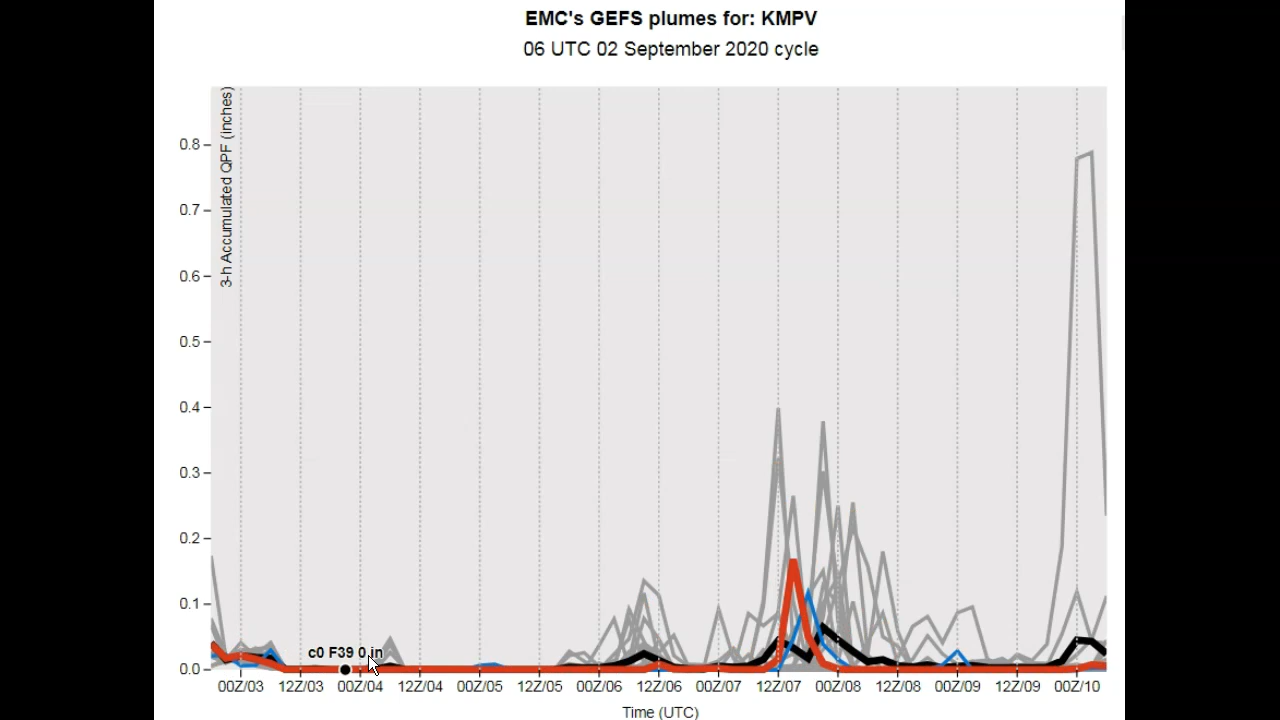 EMC's GEFS plumes for: KMPV
06 UTC 02 September 2020 cycle
3-h Accumulated QPF (inches)
0.8
0.7
0.6
0.5
0.4
0.3
0.2
0.1
0.0
c0 F39 0 in
00Z/03 12Z/03 00Z/04 12Z/04 00Z/05 12Z/05 00Z/06 12Z/06 00Z/07 12Z/07 00Z/08 12Z/08 00Z/09 12Z/09 00Z/10
Time (UTC)